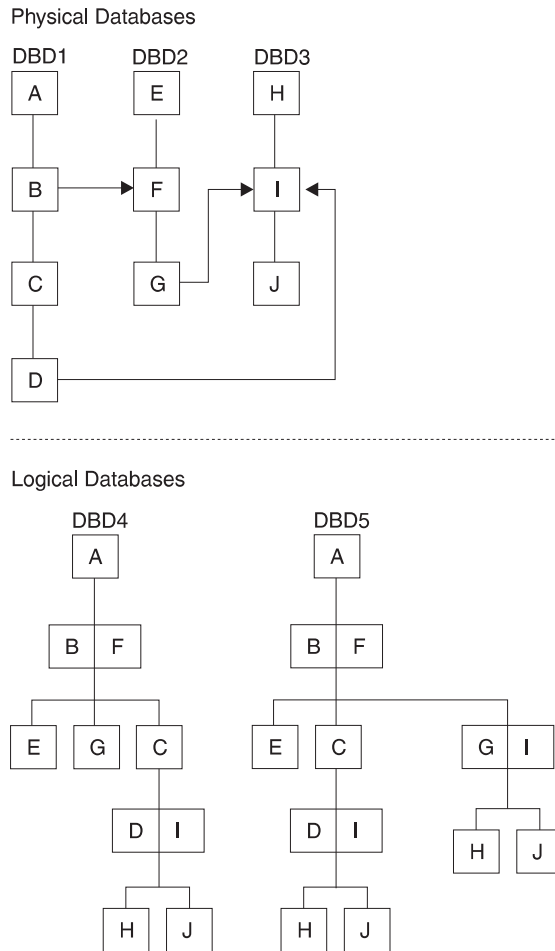 Physical Databases
DBD1 DBD2 DBD3
A E H
B F I
C G J
D
Logical Databases
DBD4 DBD5
A A
B F B F
E G C E C G I
D I D I H J
H J H J